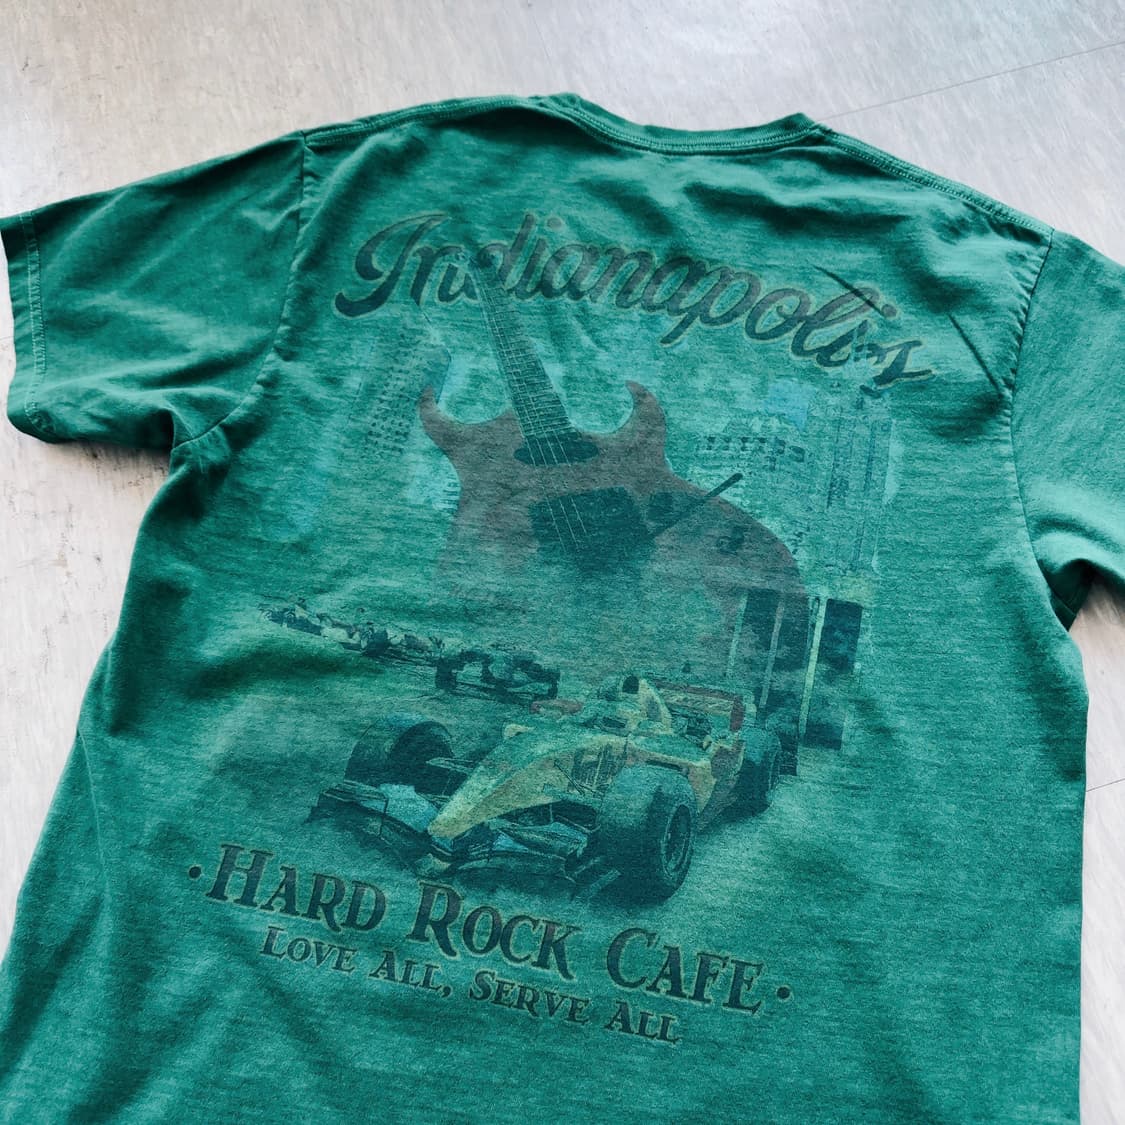 Indianapolis
· HARD ROCK CAFE ·
LOVE ALL, SERVE ALL